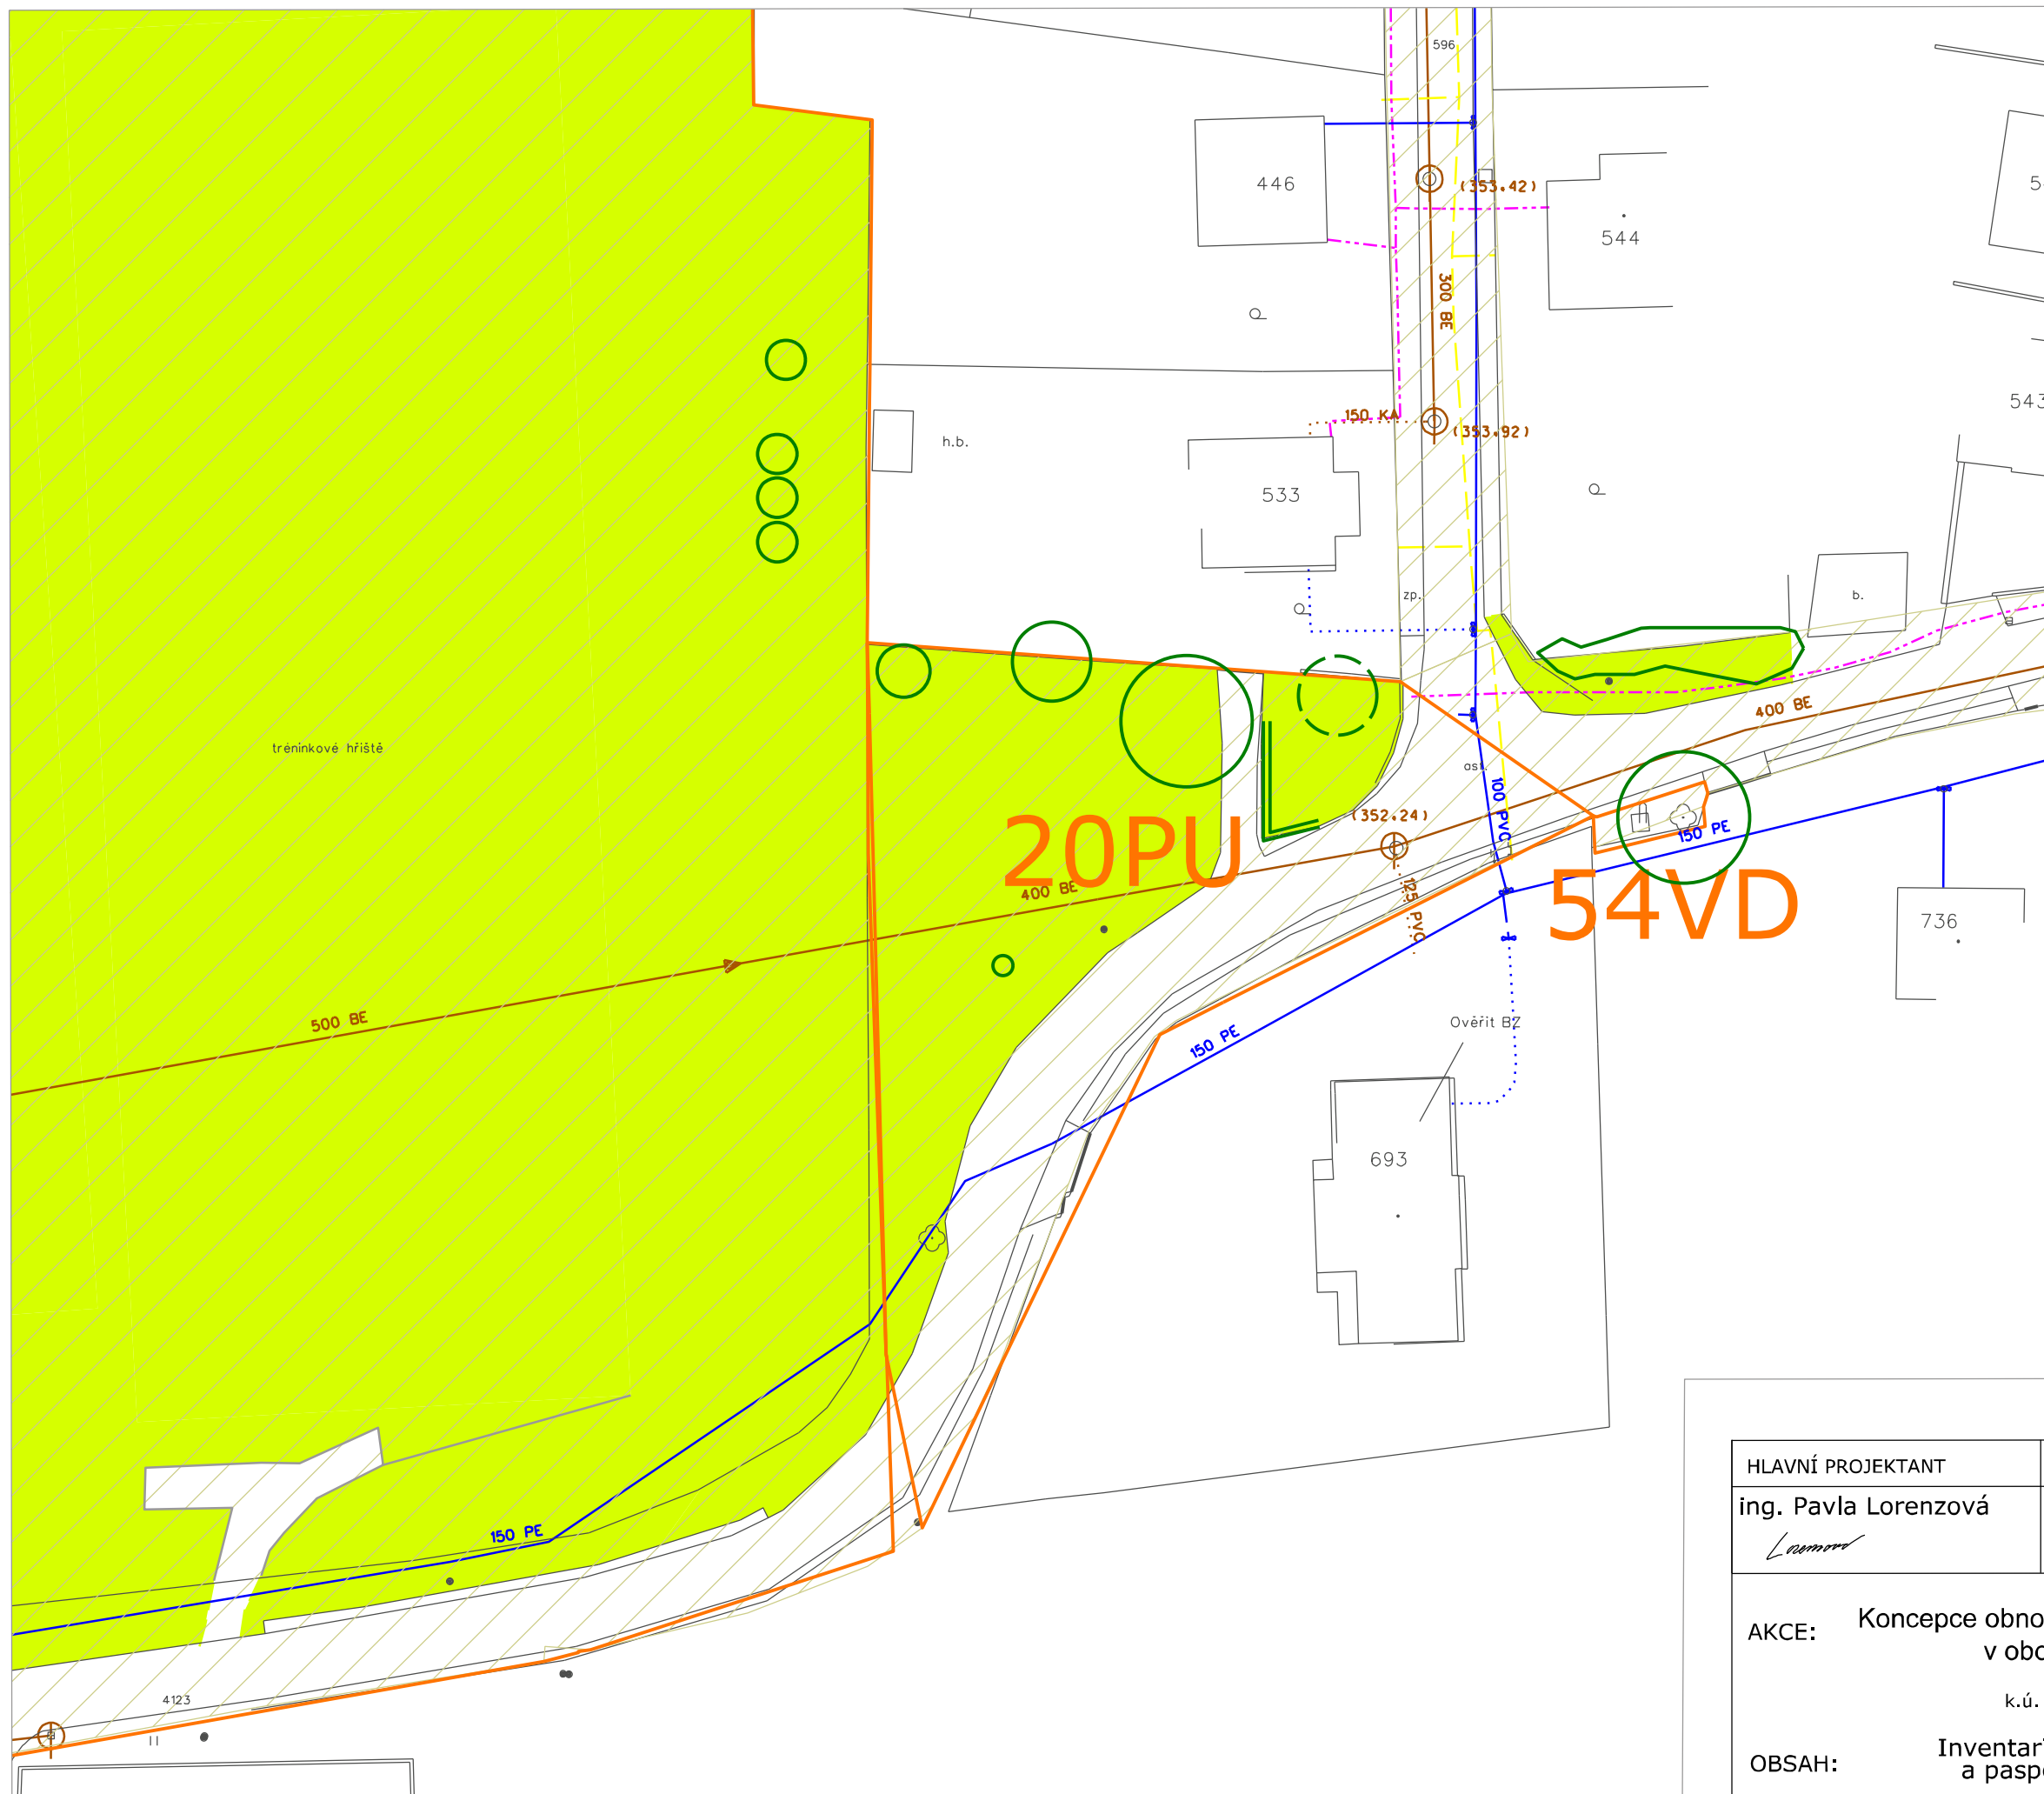 596
446
(353.42)
544
300 BE
150 KA
(353.92)
543
h.b.
533
zp.
b.
tréninkové hřiště
400 BE
100 PVC
(352.24)
20PU
150 PE
400 BE
125 PVC
54VD
736
500 BE
Ověřit BZ
150 PE
693
HLAVNÍ PROJEKTANT
ing. Pavla Lorenzová
150 PE
AKCE:
Koncepce obno
v obc
4123
k.ú.
OBSAH:
Inventar
a paspo